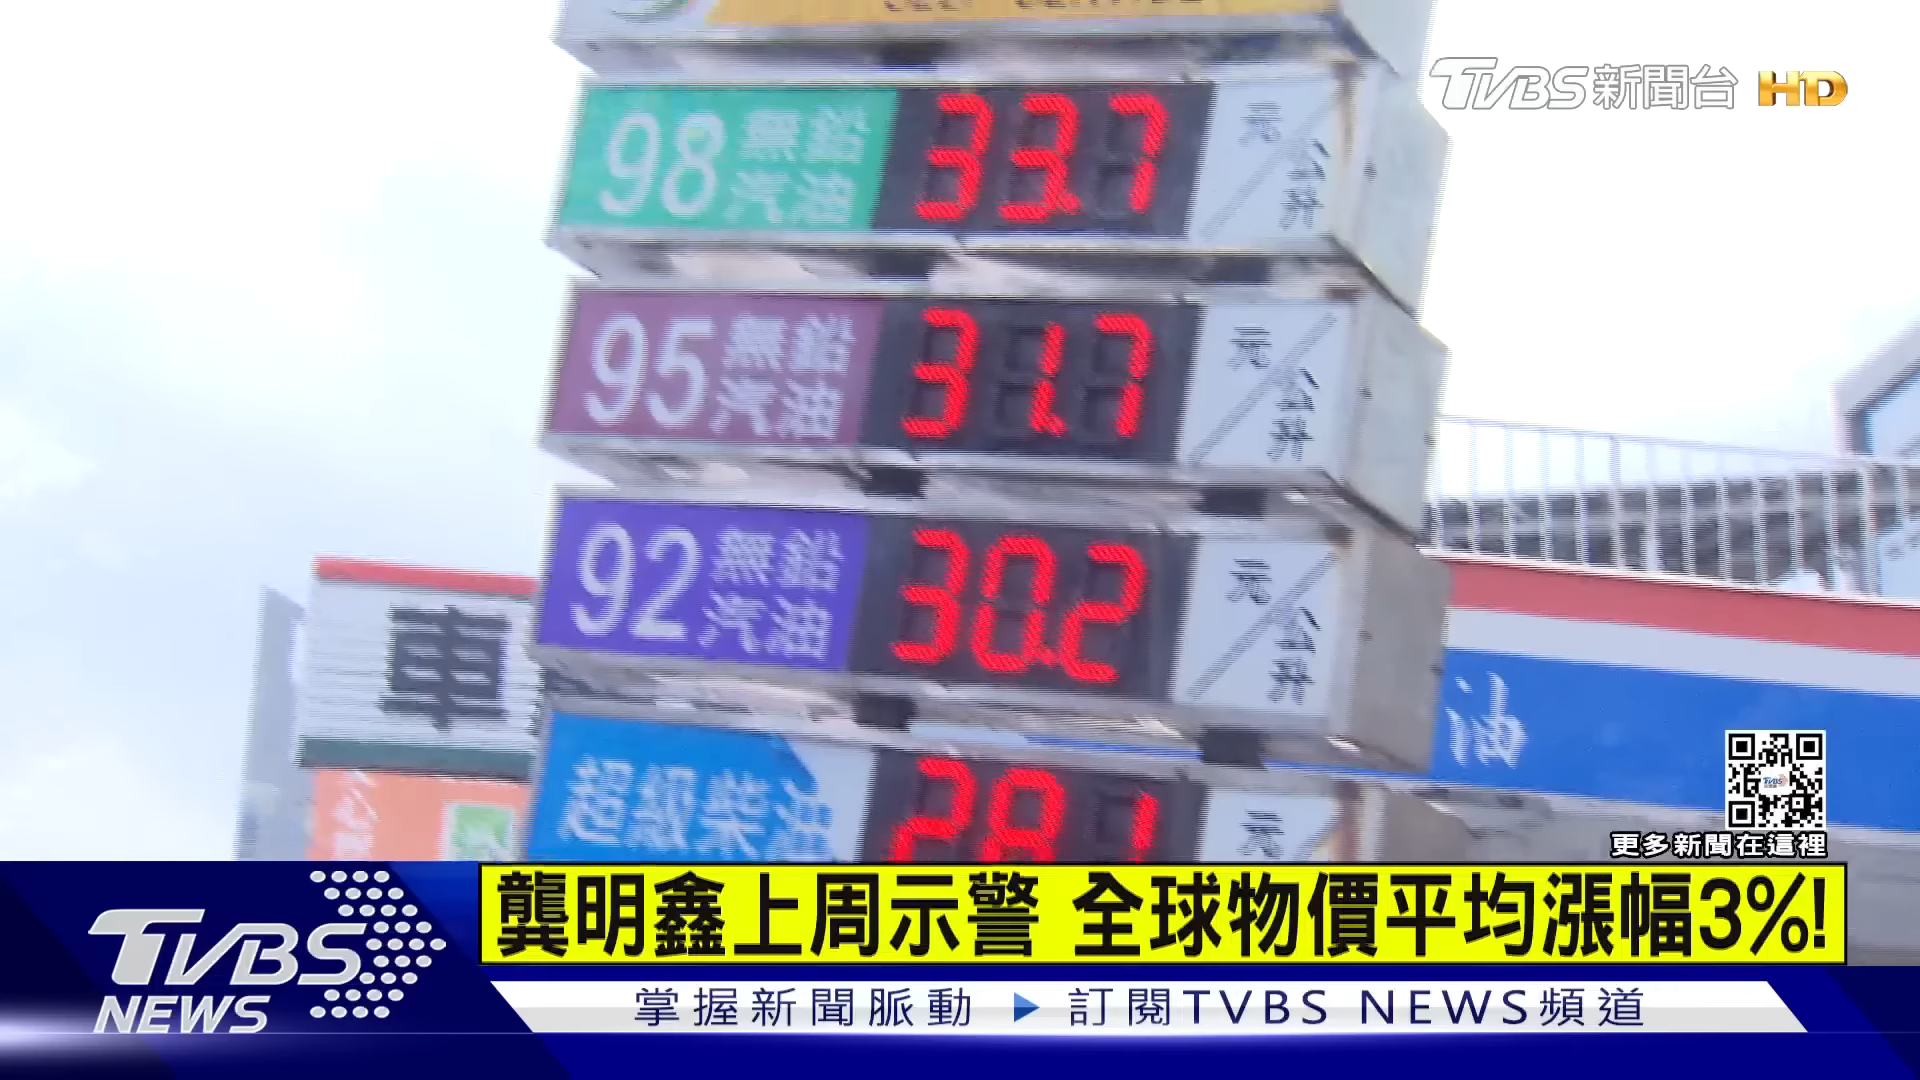 TVBS新聞台 HD
98 無鉛汽油 33.7 元/公升
95 無鉛汽油 31.7 元/公升
92 無鉛汽油 30.2 元/公升
超級柴油 28.1 元
車
油
TVBS
更多新聞在這裡
龔明鑫上周示警 全球物價平均漲幅3%!
TVBS NEWS
掌握新聞脈動 ▶ 訂閱TVBS NEWS頻道